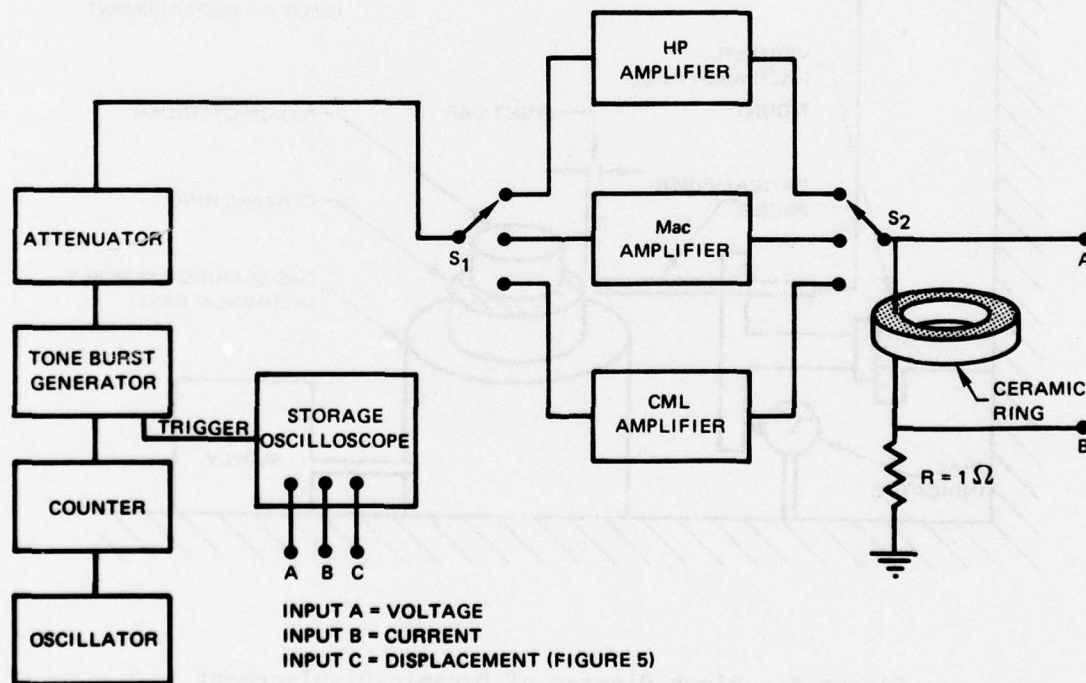 HP
AMPLIFIER
ATTENUATOR
S1
Mac
AMPLIFIER
S2
A
TONE BURST
GENERATOR
TRIGGER
STORAGE
OSCILLOSCOPE
CML
AMPLIFIER
CERAMIC
RING
B
COUNTER
R = 1 Ω
A B C
OSCILLATOR
INPUT A = VOLTAGE
INPUT B = CURRENT
INPUT C = DISPLACEMENT (FIGURE 5)